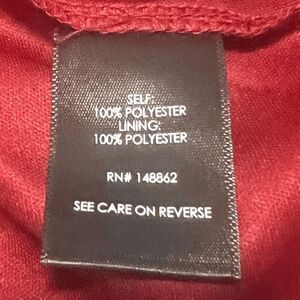 SELF:
100% POLYESTER
LINING:
100% POLYESTER
RN# 148862
SEE CARE ON REVERSE